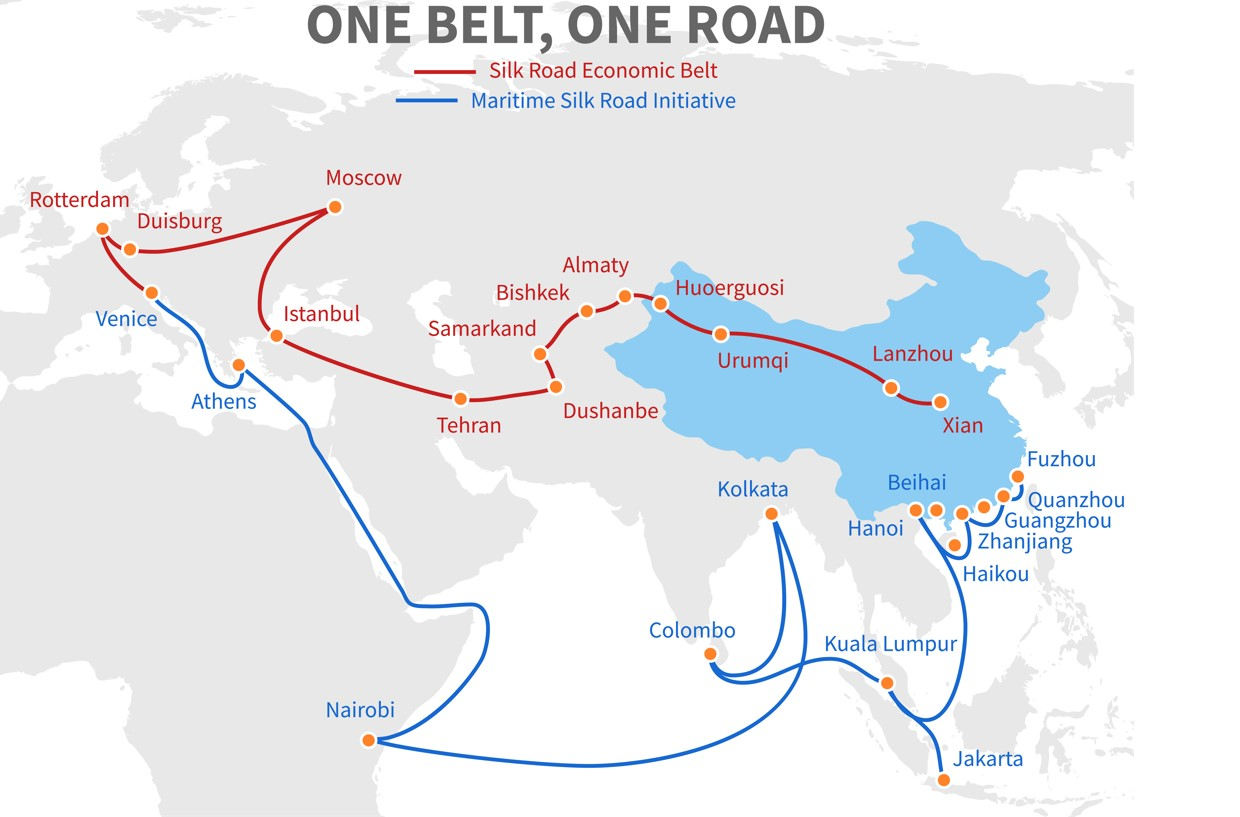 ONE BELT, ONE ROAD
Silk Road Economic Belt
Maritime Silk Road Initiative
Moscow
Rotterdam
Duisburg
Almaty
Huoerguosi
Bishkek
Venice
Istanbul
Samarkand
Urumqi
Lanzhou
Athens
Tehran
Dushanbe
Xian
Fuzhou
Kolkata
Beihai
Quanzhou
Hanoi
Guangzhou
Zhanjiang
Haikou
Colombo
Kuala Lumpur
Nairobi
Jakarta